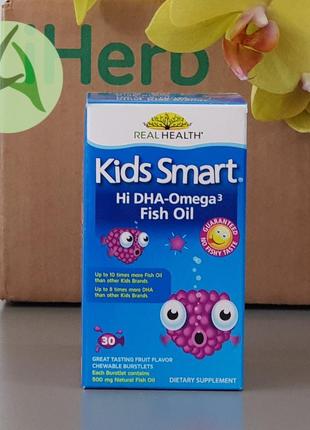 iHerb
REAL HEALTH®
Kids Smart®
Hi DHA-Omega³
Fish Oil
GUARANTEED
NO FISHY TASTE
Up to 10 times more Fish Oil
than other Kids Brands
Up to 8 times more DHA
than other Kids Brands
30
GREAT TASTING FRUIT FLAVOR
CHEWABLE BURSTLETS
Each Burstlet contains
500 mg Natural Fish Oil
DIETARY SUPPLEMENT